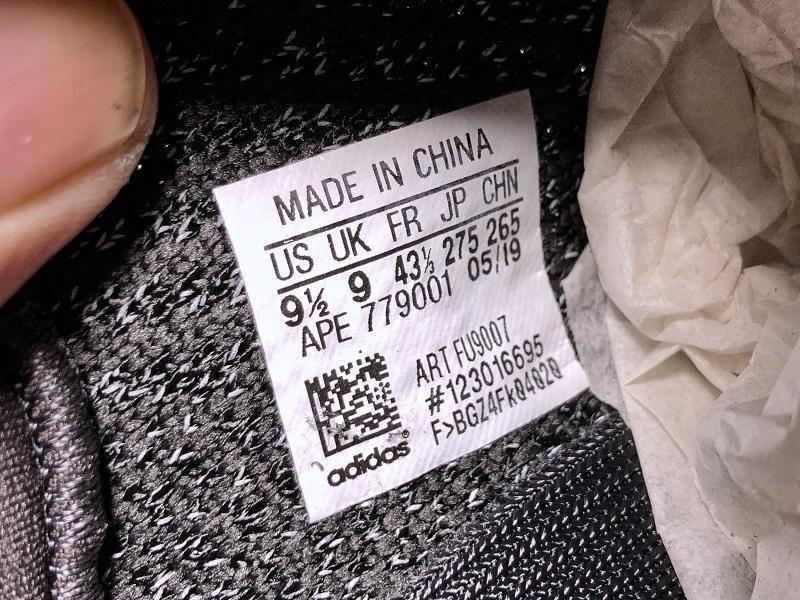 MADE IN CHINA
US UK FR JP CHN
9½ 9 43⅓ 275 265
APE 779001 05/19
ART FU9007
#123016695
F>BGZ4FkQ4Q2Q
adidas®